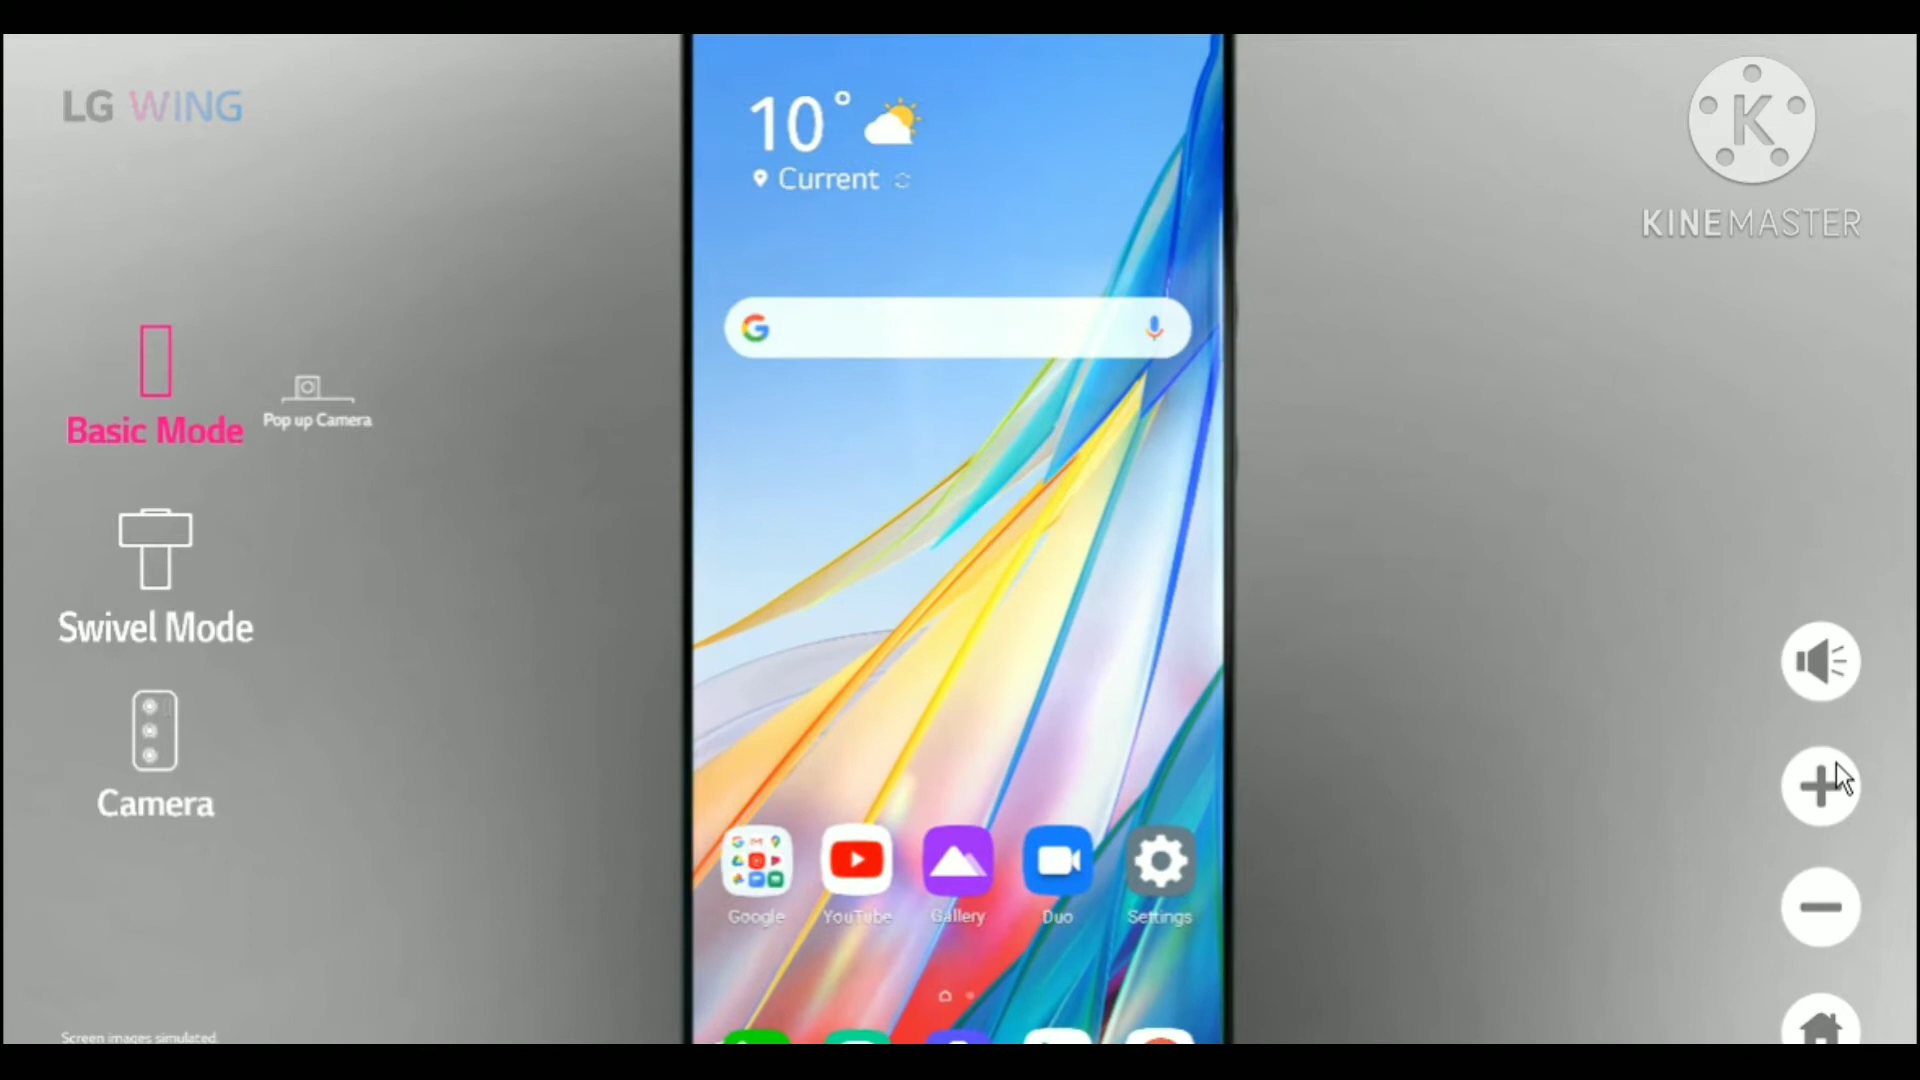 LG WING
KINEMASTER
10°
Current
Basic Mode
Pop up Camera
Swivel Mode
Camera
Google
YouTube
Gallery
Duo
Settings
Screen images simulated.